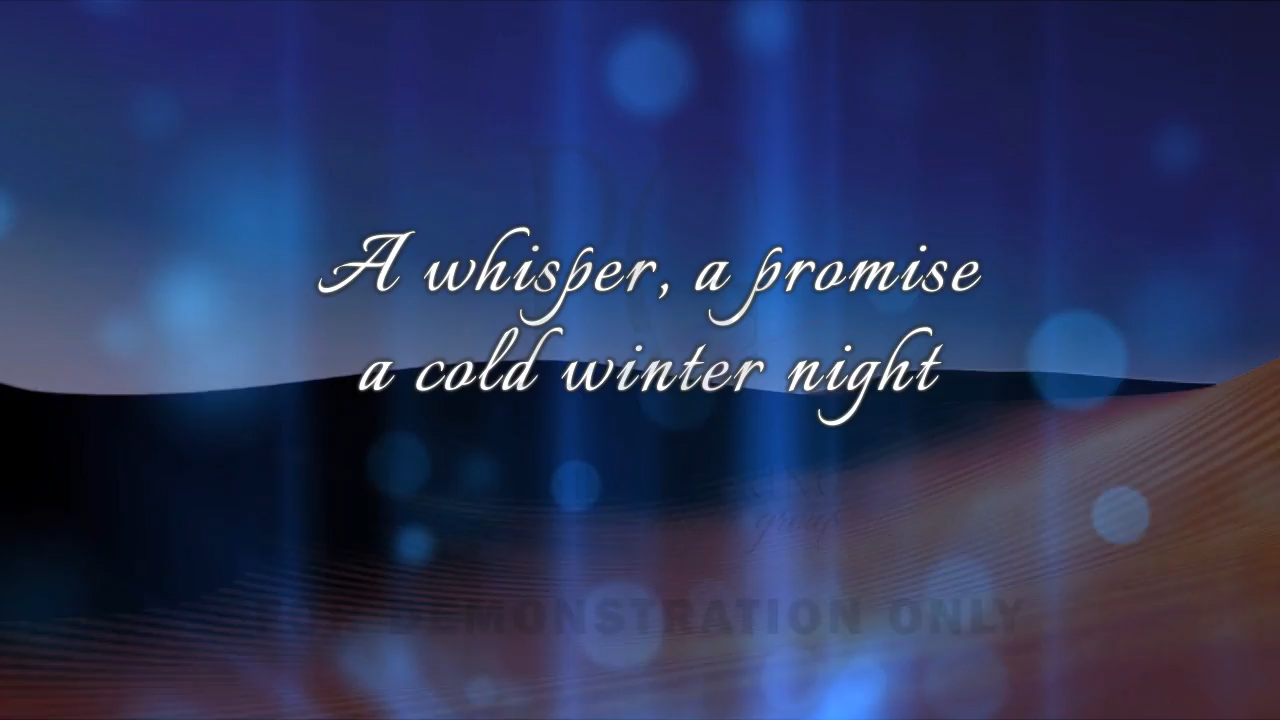 A whisper, a promise
a cold winter night
DEMONSTRATION ONLY